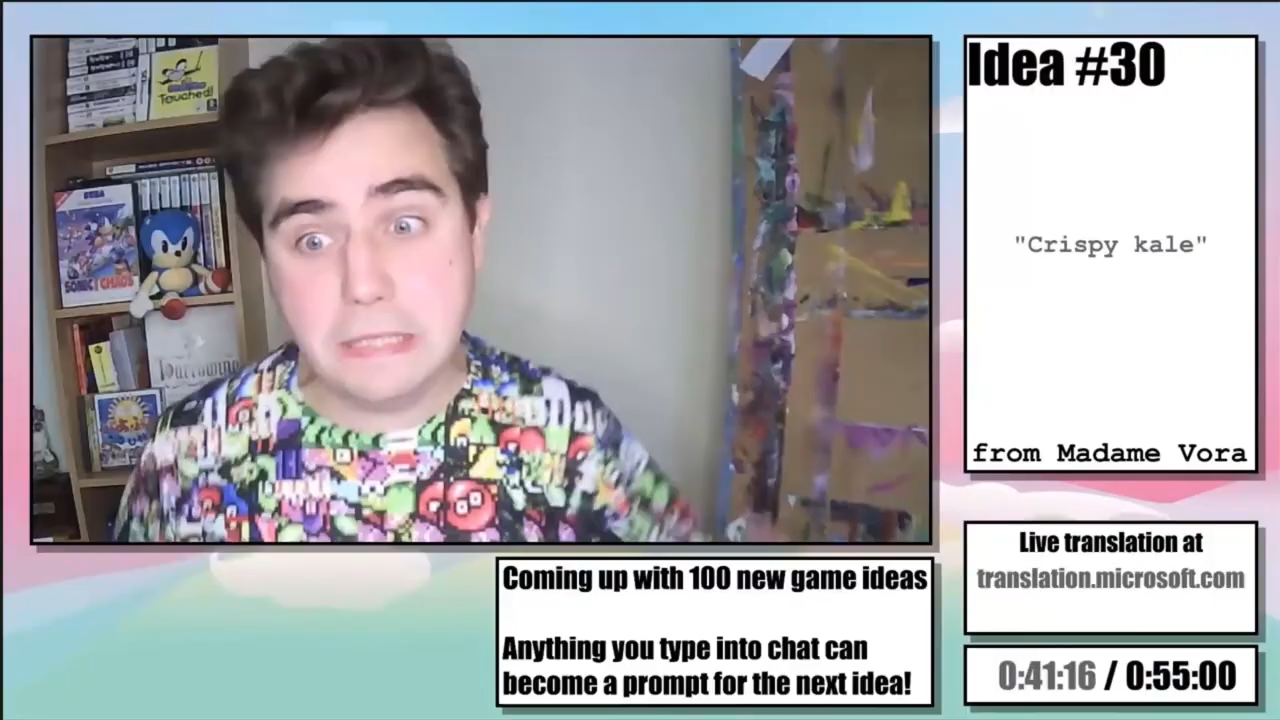 Touched!
SEGA
SONIC CHAOS
Idea #30
"Crispy kale"
from Madame Vora
Live translation at
translation.microsoft.com
Coming up with 100 new game ideas
Anything you type into chat can
become a prompt for the next idea!
0:41:16 / 0:55:00